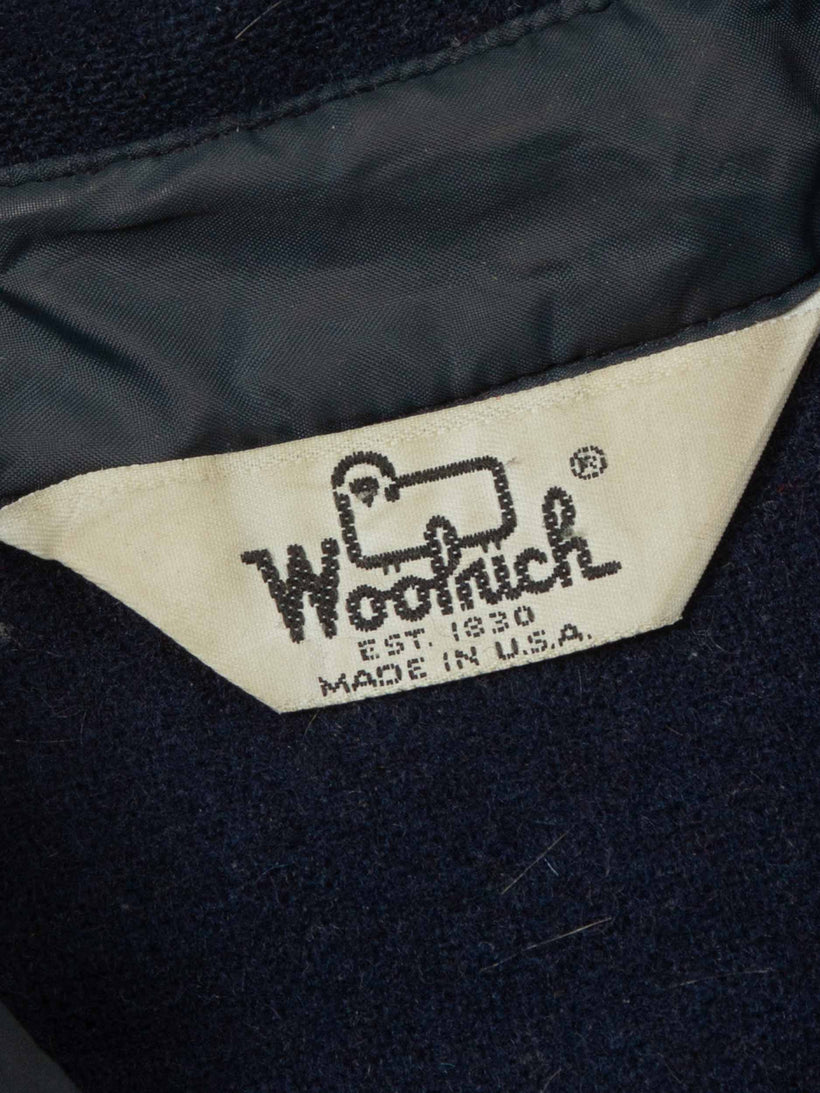 ®
Woolrich
EST. 1830
MADE IN U.S.A.